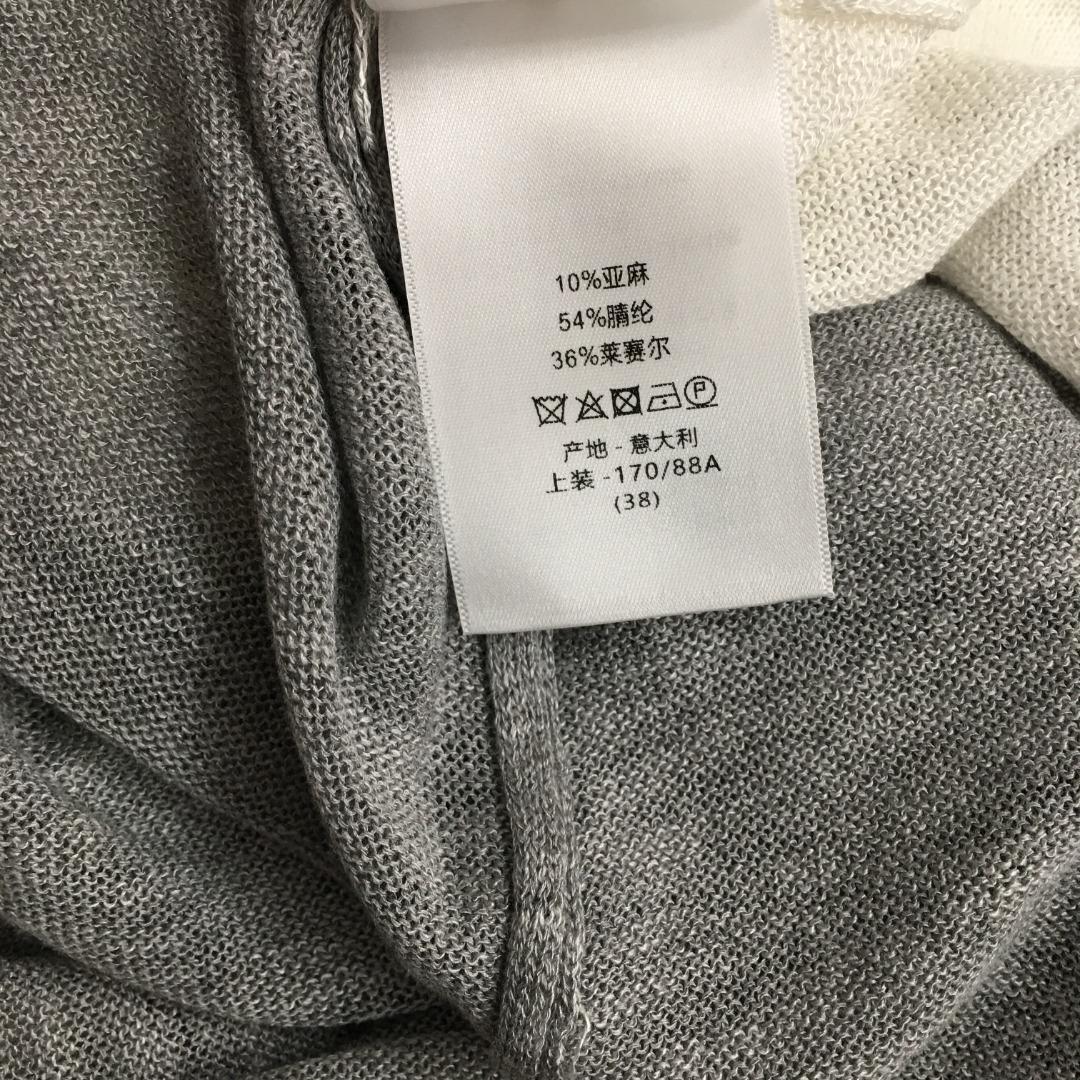 10%亚麻
54%腈纶
36%莱赛尔
P
产地 - 意大利
上装 -170/88A
(38)